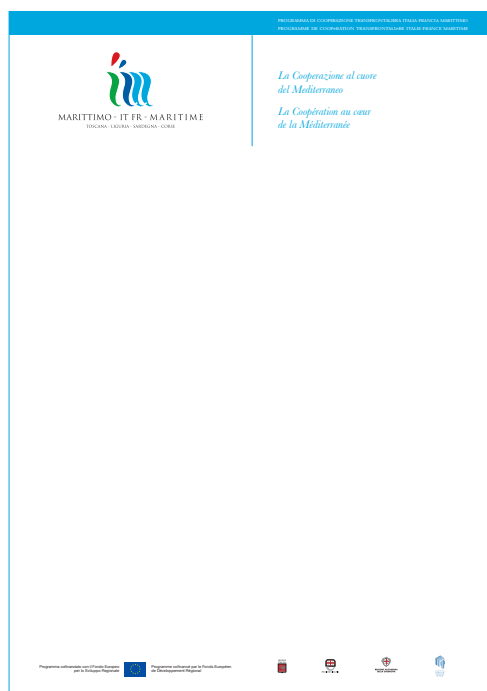 PROGRAMMA DI COOPERAZIONE TRANSFRONTALIERA ITALIA-FRANCIA MARITTIMO
PROGRAMME DE COOPERATION TRANSFRONTALIERE ITALIE-FRANCE MARITIME
La Cooperazione al cuore
del Mediterraneo
La Coopération au cœur
de la Méditerranée
MARITTIMO - IT FR - MARITIME
TOSCANA - LIGURIA - SARDEGNA - CORSE
Programma cofinanziato con il Fondo Europeo
per lo Sviluppo Regionale
Programme cofinancé par le Fonds Européen
de Développement Régional